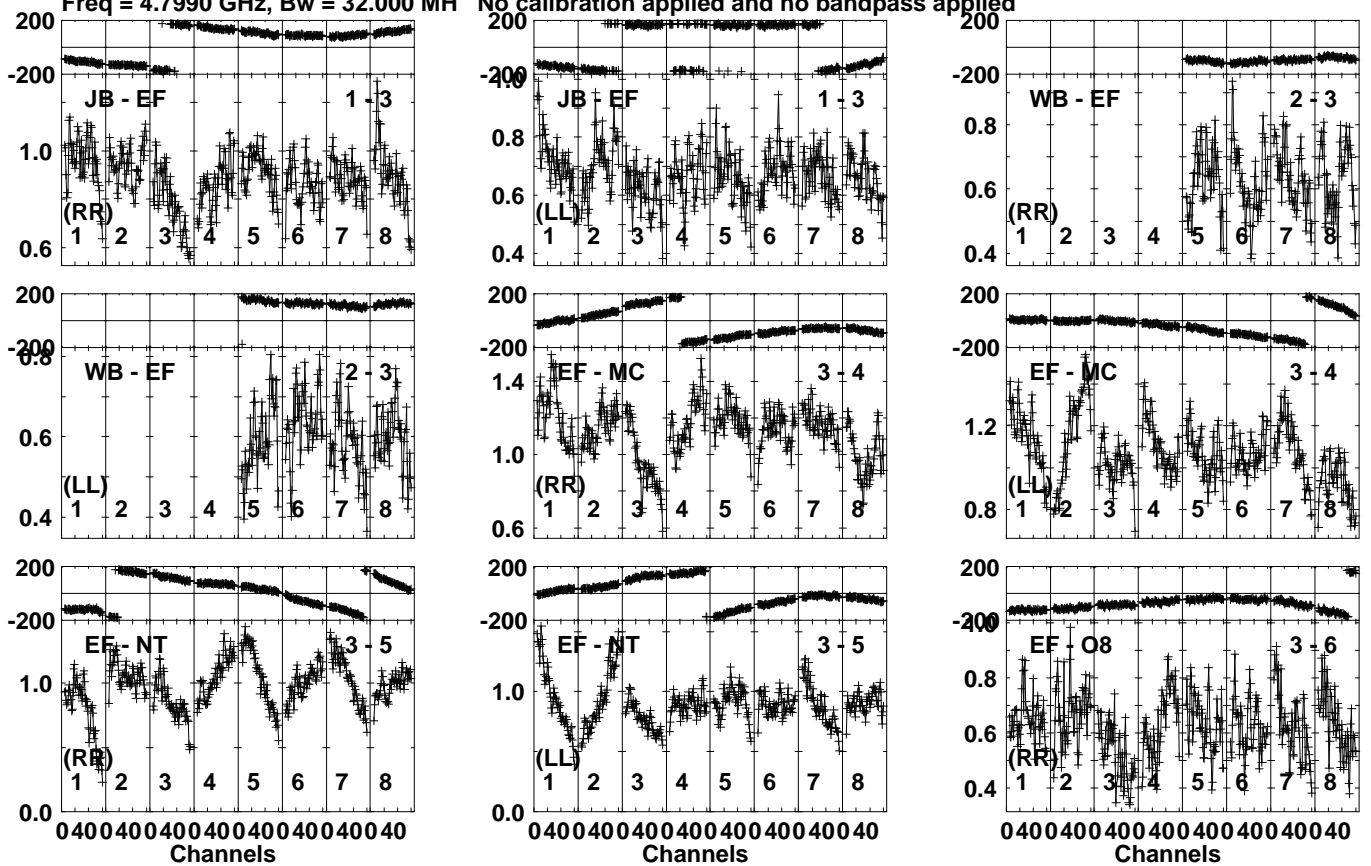 Freq = 4.7990 GHz, Bw = 32.000 MH No calibration applied and no bandpass applied
200 200 200
-200 -200 -200
JB - EF 1 - 3 1.0 JB - EF 1 - 3 WB - EF 2 - 3
1.0 0.8 0.8
0.6 0.6
(RR) (LL) (RR)
1 2 3 4 5 6 7 8 1 2 3 4 5 6 7 8 1 2 3 4 5 6 7 8
0.6 0.4 0.4
200 200 200
-200 -200 -200
0.8
WB - EF 2 - 3 EF - MC 3 - 4 EF - MC 3 - 4
1.4
0.6 1.2
1.0
(LL) (RR) (LL)
1 2 3 4 5 6 7 8 1 2 3 4 5 6 7 8 1 2 3 4 5 6 7 8
0.4 0.6 0.8
200 200 200
-200 -200 -200
1.0
EF - NT 3 - 5 EF - NT 3 - 5 EF - O8 3 - 6
1.0 1.0 0.8
0.6
(RR) (LL) (RR)
1 2 3 4 5 6 7 8 1 2 3 4 5 6 7 8 1 2 3 4 5 6 7 8
0.4
0.0 0.0
0 40 0 40 0 40 0 40 0 40 0 40 0 40 0 40 0 40 0 40 0 40 0 40 0 40 0 40 0 40 0 40 0 40 0 40 0 40 0 40 0 40 0 40 0 40 0 40
Channels Channels Channels